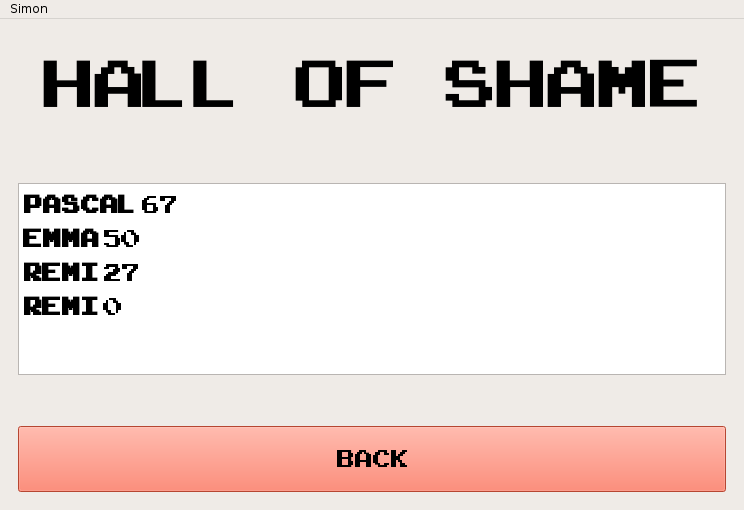 Simon
HALL OF SHAME
PASCAL 67
EMMA 50
REMI 27
REMI 0
BACK